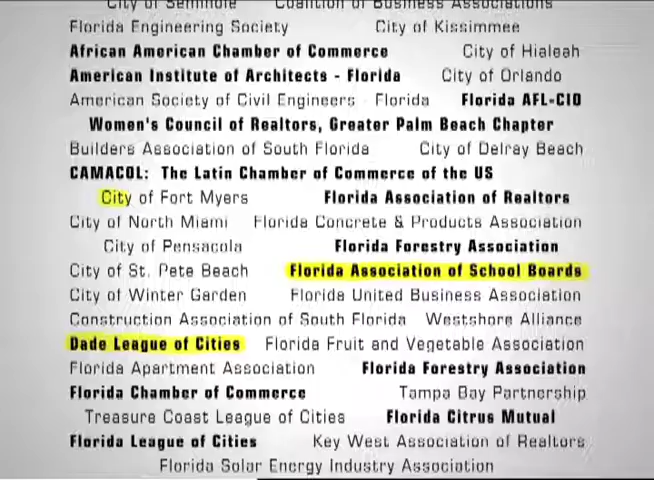 City of Seminole Coalition of Business Associations
Florida Engineering Society City of Kissimmee
African American Chamber of Commerce City of Hialeah
American Institute of Architects - Florida City of Orlando
American Society of Civil Engineers Florida Florida AFL-CIO
Women's Council of Realtors, Greater Palm Beach Chapter
Builders Association of South Florida City of Delray Beach
CAMACOL: The Latin Chamber of Commerce of the US
City of Fort Myers Florida Association of Realtors
City of North Miami Florida Concrete & Products Association
City of Pensacola Florida Forestry Association
City of St. Pete Beach Florida Association of School Boards
City of Winter Garden Florida United Business Association
Construction Association of South Florida Westshore Alliance
Dade League of Cities Florida Fruit and Vegetable Association
Florida Apartment Association Florida Forestry Association
Florida Chamber of Commerce Tampa Bay Partnership
Treasure Coast League of Cities Florida Citrus Mutual
Florida League of Cities Key West Association of Realtors
Florida Solar Energy Industry Association